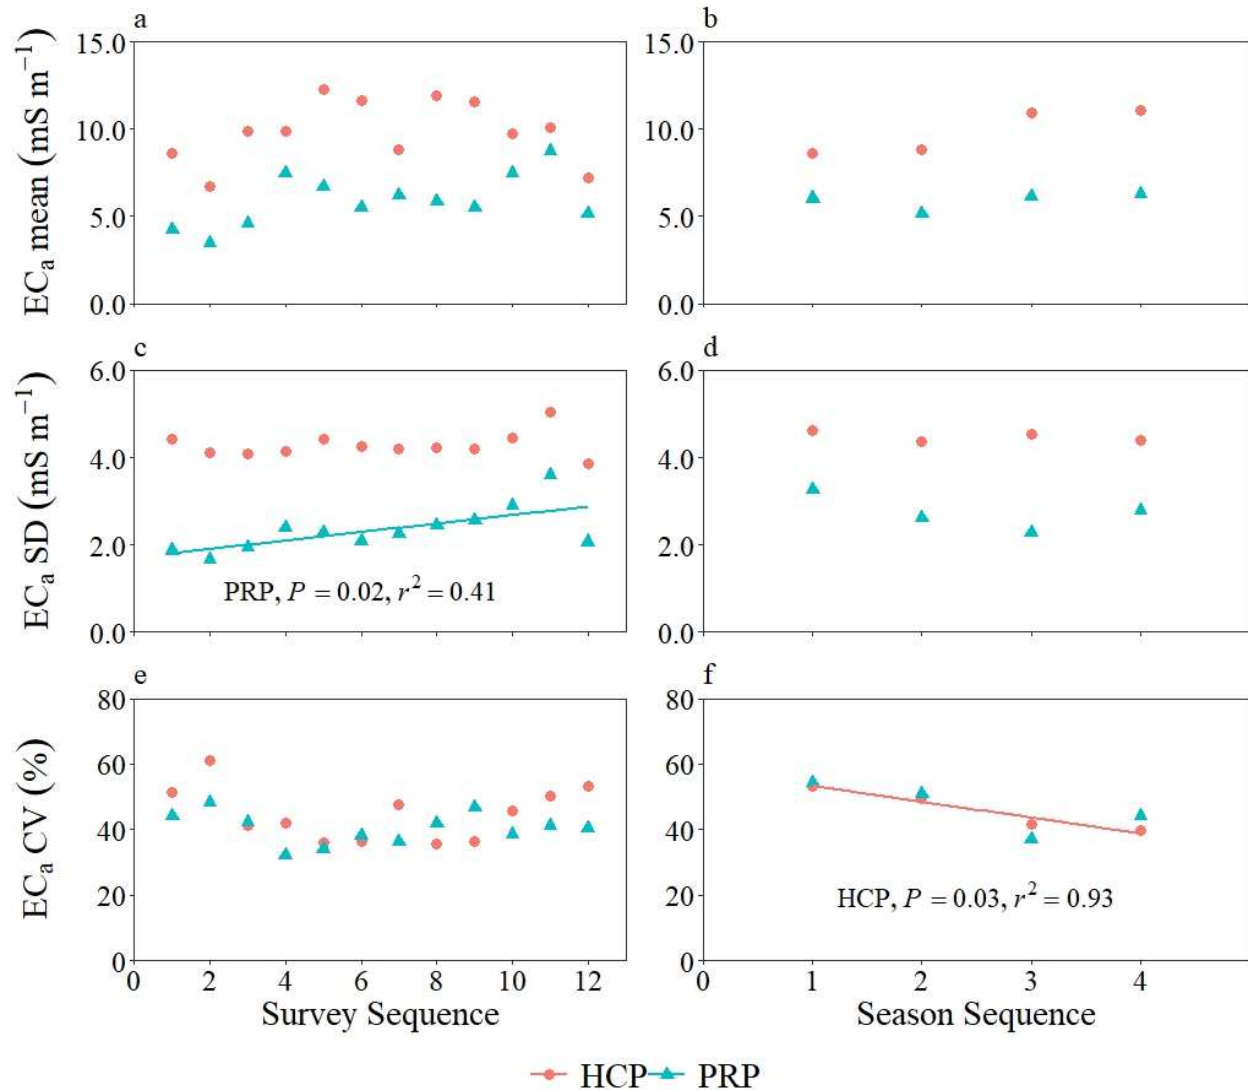 a
b
ECₐ mean (mS m⁻¹)
15.0
10.0
5.0
0.0
15.0
10.0
5.0
0.0
c
d
ECₐ SD (mS m⁻¹)
6.0
4.0
2.0
0.0
PRP, P = 0.02, r² = 0.41
6.0
4.0
2.0
0.0
e
f
ECₐ CV (%)
80
60
40
20
0
80
60
40
20
0
HCP, P = 0.03, r² = 0.93
0 2 4 6 8 10 12
0 1 2 3 4
Survey Sequence
Season Sequence
HCP PRP